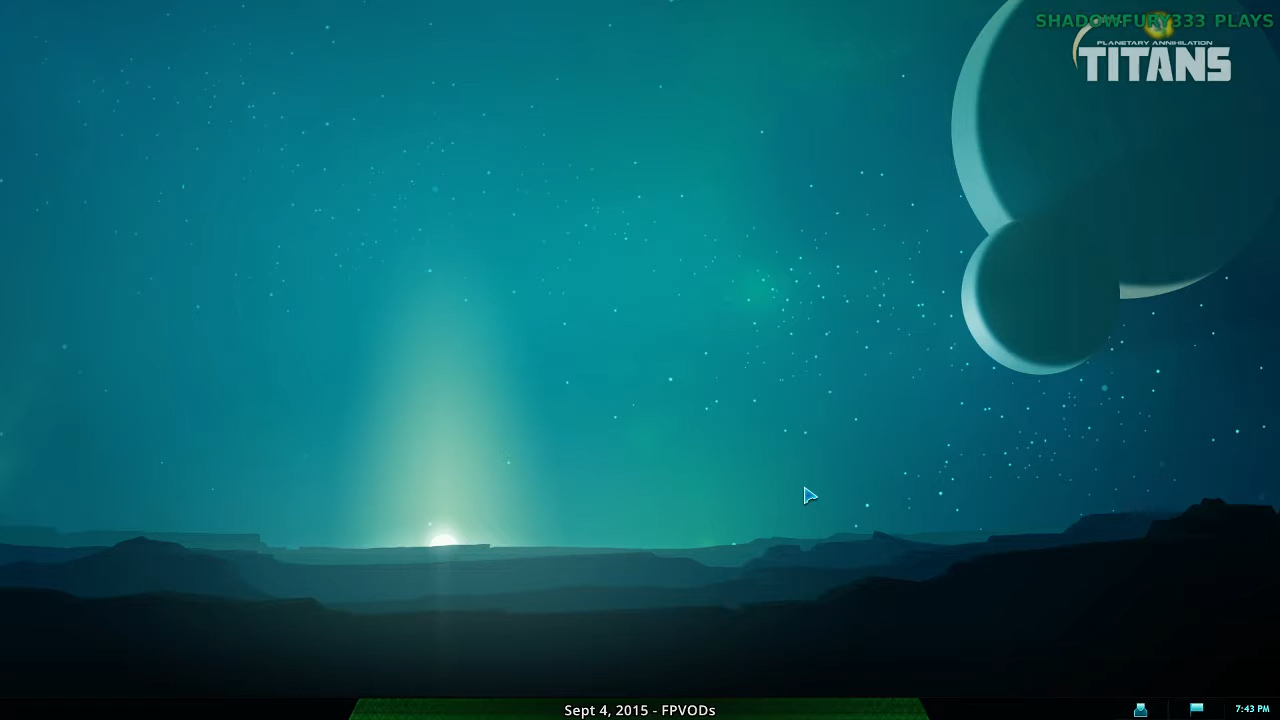 SHADOWFURY333 PLAYS
PLANETARY ANNIHILATION
TITANS
Sept 4, 2015 - FPVODs
7:43 PM